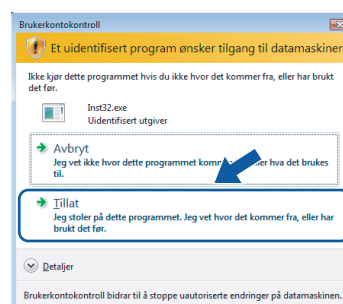 Brukerkontokontroll
Et uidentifisert program ønsker tilgang til datamaskinen
Ikke kjør dette programmet hvis du ikke hvor det kommer fra, eller har brukt
det før.
Inst32.exe
Uidentifisert utgiver
Avbryt
Jeg vet ikke hvor dette programmet kom hva det brukes
til.
Tillat
Jeg stoler på dette programmet. Jeg vet hvor det kommer fra, eller har
brukt det før.
Detaljer
Brukerkontokontroll bidrar til å stoppe uautoriserte endringer på datamaskinen.